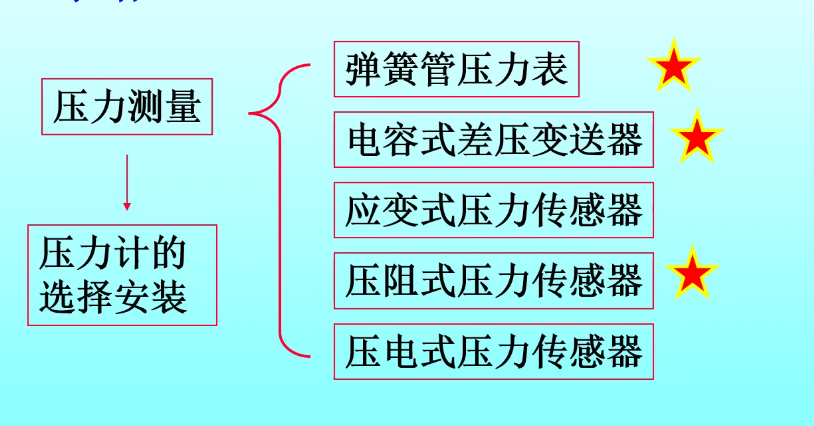 压力测量
压力计的
选择安装
弹簧管压力表
电容式差压变送器
应变式压力传感器
压阻式压力传感器
压电式压力传感器